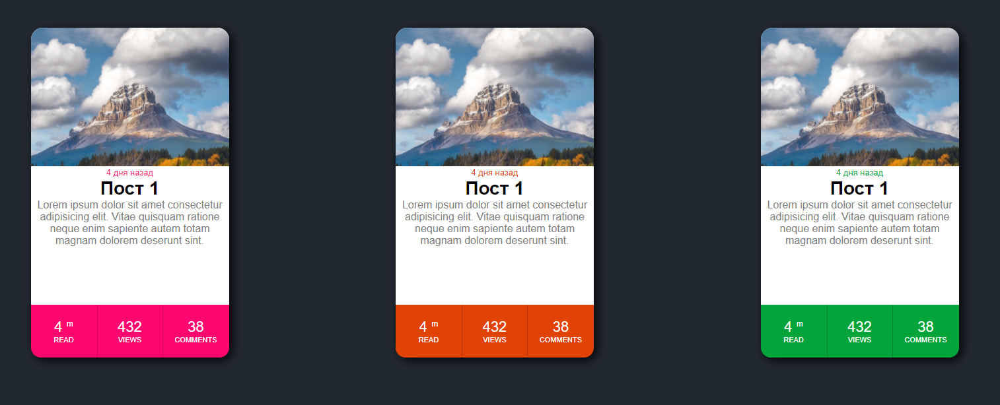 4 дня назад
Пост 1
Lorem ipsum dolor sit amet consectetur
adipisicing elit. Vitae quisquam ratione
neque enim sapiente autem totam
magnam dolorem deserunt sint.
4 m
READ
432
VIEWS
38
COMMENTS
4 дня назад
Пост 1
Lorem ipsum dolor sit amet consectetur
adipisicing elit. Vitae quisquam ratione
neque enim sapiente autem totam
magnam dolorem deserunt sint.
4 m
READ
432
VIEWS
38
COMMENTS
4 дня назад
Пост 1
Lorem ipsum dolor sit amet consectetur
adipisicing elit. Vitae quisquam ratione
neque enim sapiente autem totam
magnam dolorem deserunt sint.
4 m
READ
432
VIEWS
38
COMMENTS